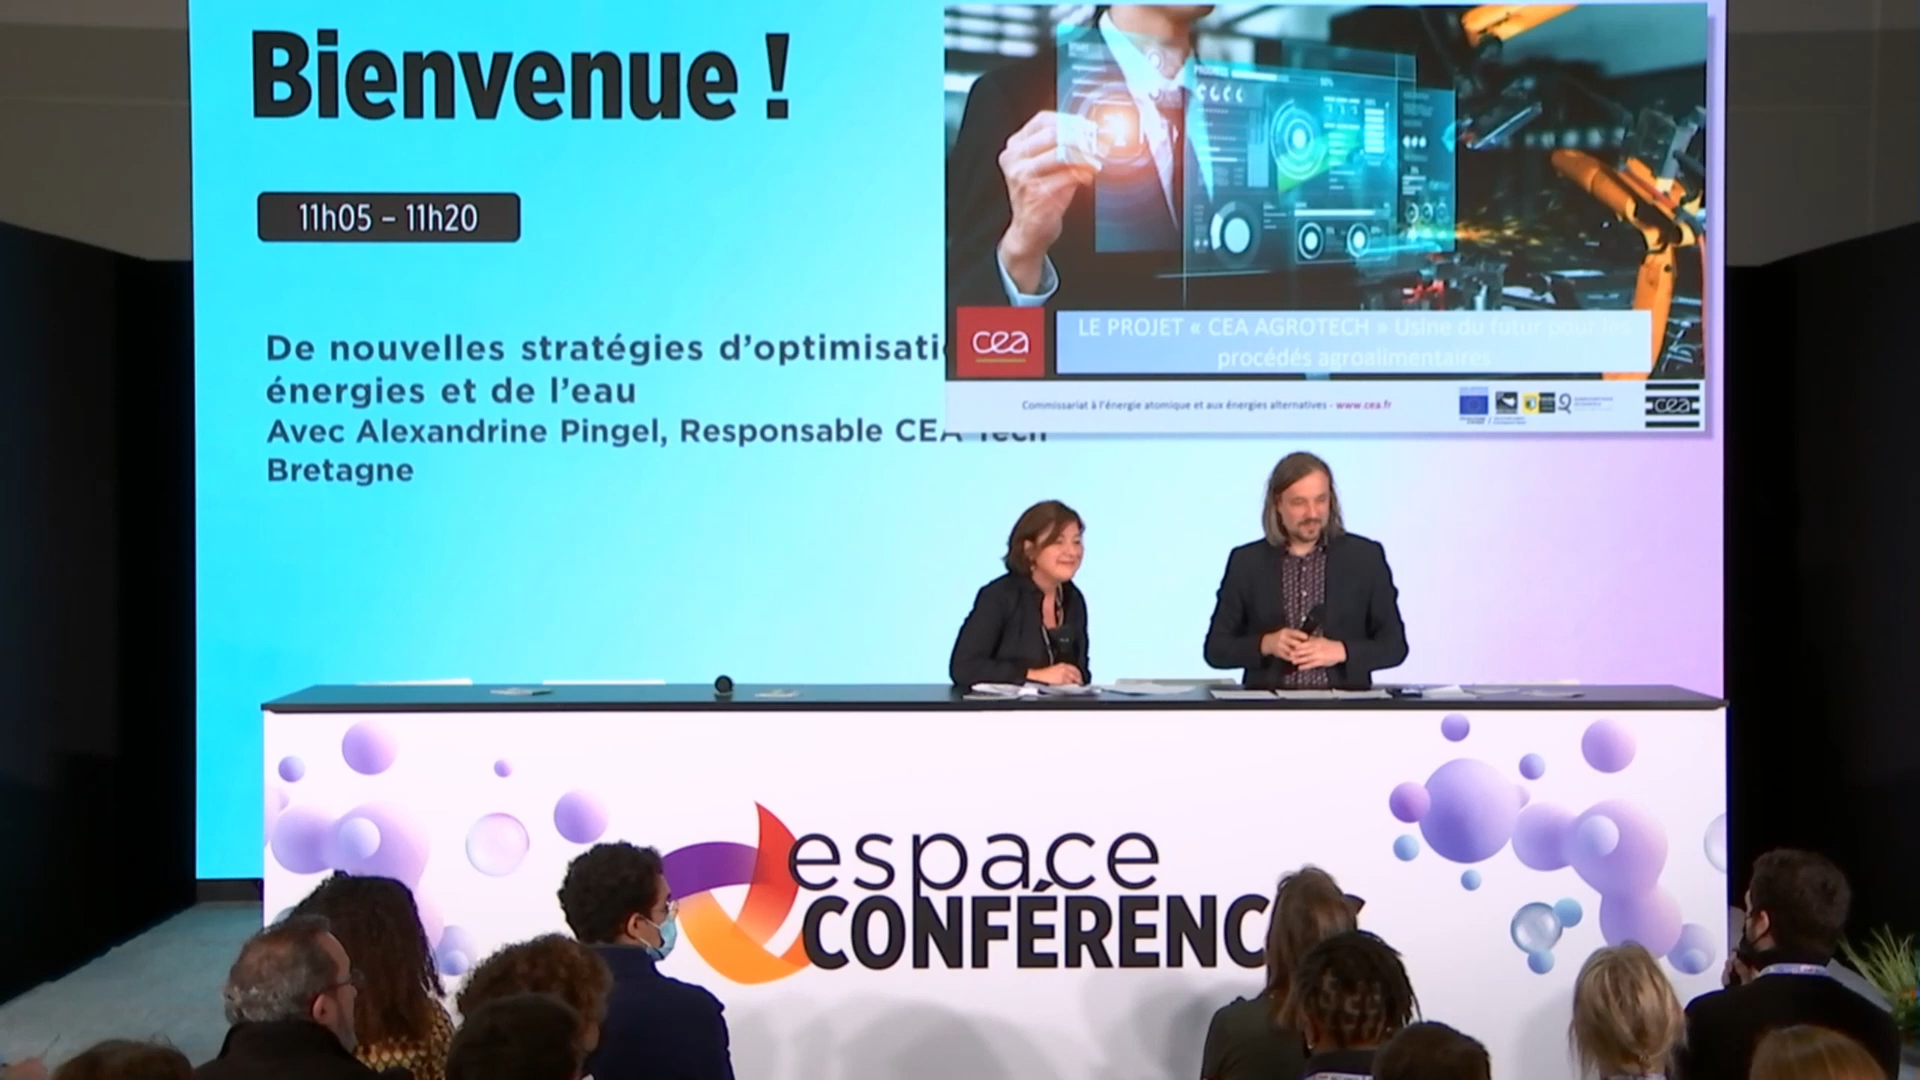 Bienvenue !
11h05 – 11h20
De nouvelles stratégies d'optimisati
énergies et de l'eau
Avec Alexandrine Pingel, Responsable CEA Tech
Bretagne
PROGRESS
cea
LE PROJET « CEA AGROTECH » Usine du futur pour les
procédés agroalimentaires
Commissariat à l'énergie atomique et aux énergies alternatives - www.cea.fr
cea
espace
CONFÉRENC